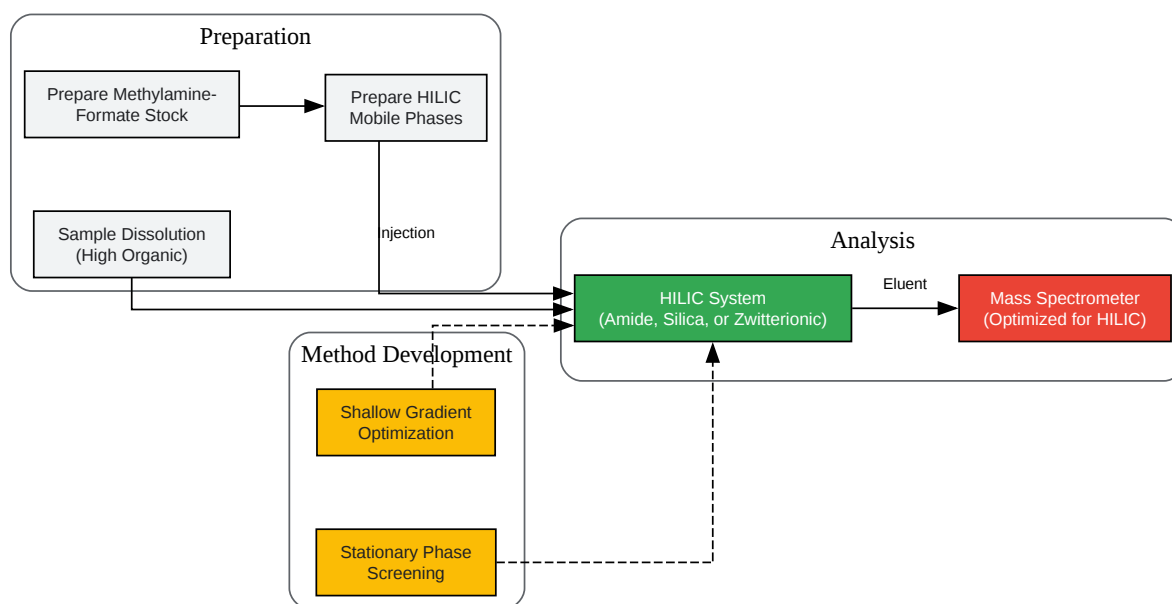 Preparation
Prepare Methylamine-
Formate Stock
Prepare HILIC
Mobile Phases
Sample Dissolution
(High Organic)
Injection
Analysis
HILIC System
(Amide, Silica, or Zwitterionic)
Eluent
Mass Spectrometer
(Optimized for HILIC)
Method Development
Shallow Gradient
Optimization
Stationary Phase
Screening